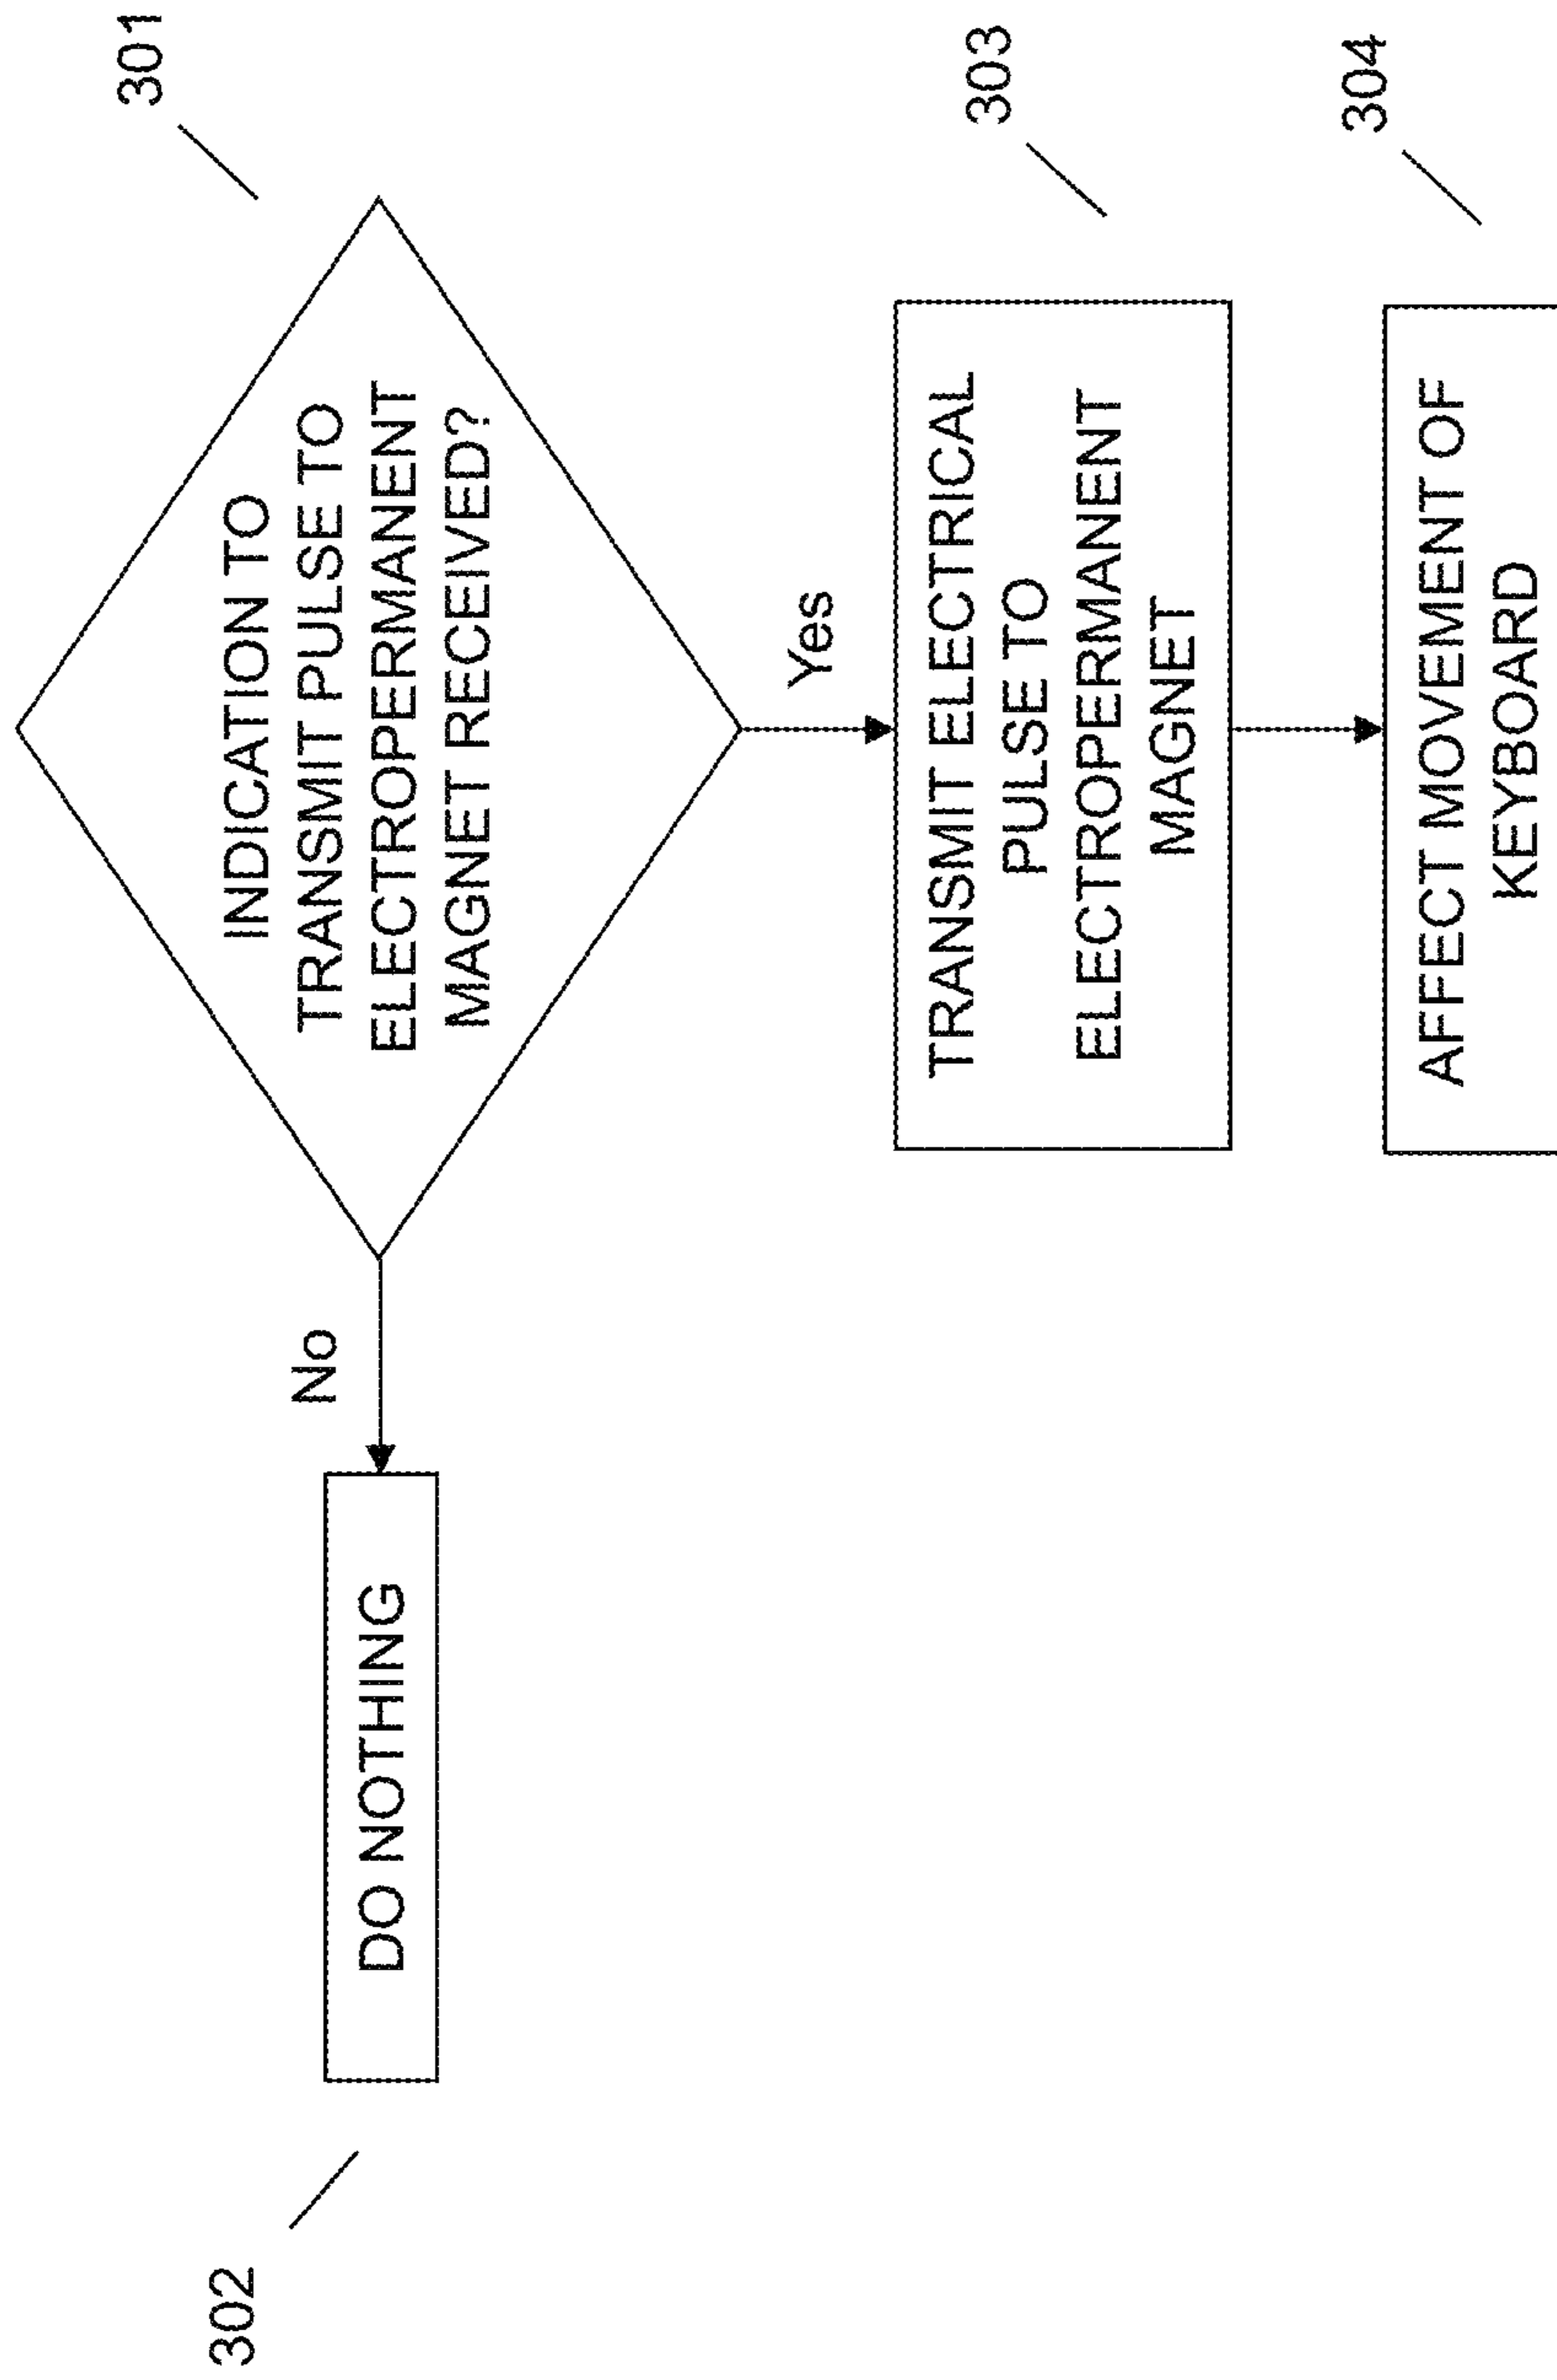 301
INDICATION TO
TRANSMIT PULSE TO
ELECTROPERMANENT
MAGNET RECEIVED?
No
DO NOTHING
302
Yes
303
TRANSMIT ELECTRICAL
PULSE TO
ELECTROPERMANENT
MAGNET
304
AFFECT MOVEMENT OF
KEYBOARD